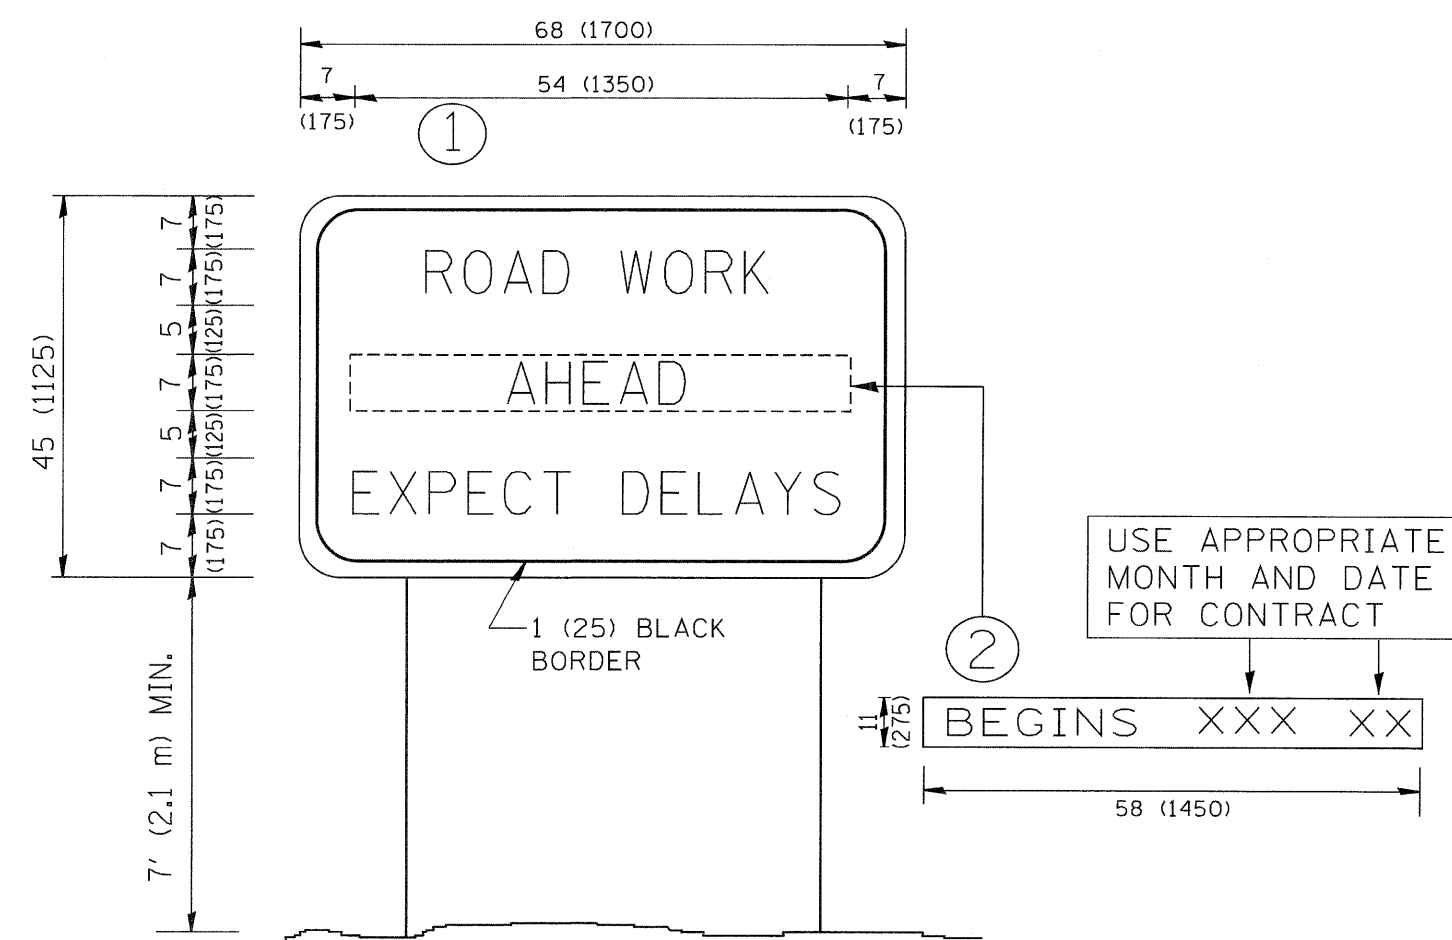 68 (1700)
7
54 (1350)
7
(175)
(175)
1
7
(175)
7
(175)
5
(125)
7
(175)
5
(125)
7
(175)
7
(175)
45 (1125)
ROAD WORK
AHEAD
EXPECT DELAYS
1 (25) BLACK
BORDER
7' (2.1 m) MIN.
USE APPROPRIATE
MONTH AND DATE
FOR CONTRACT
2
11
(275)
BEGINS XXX XX
58 (1450)